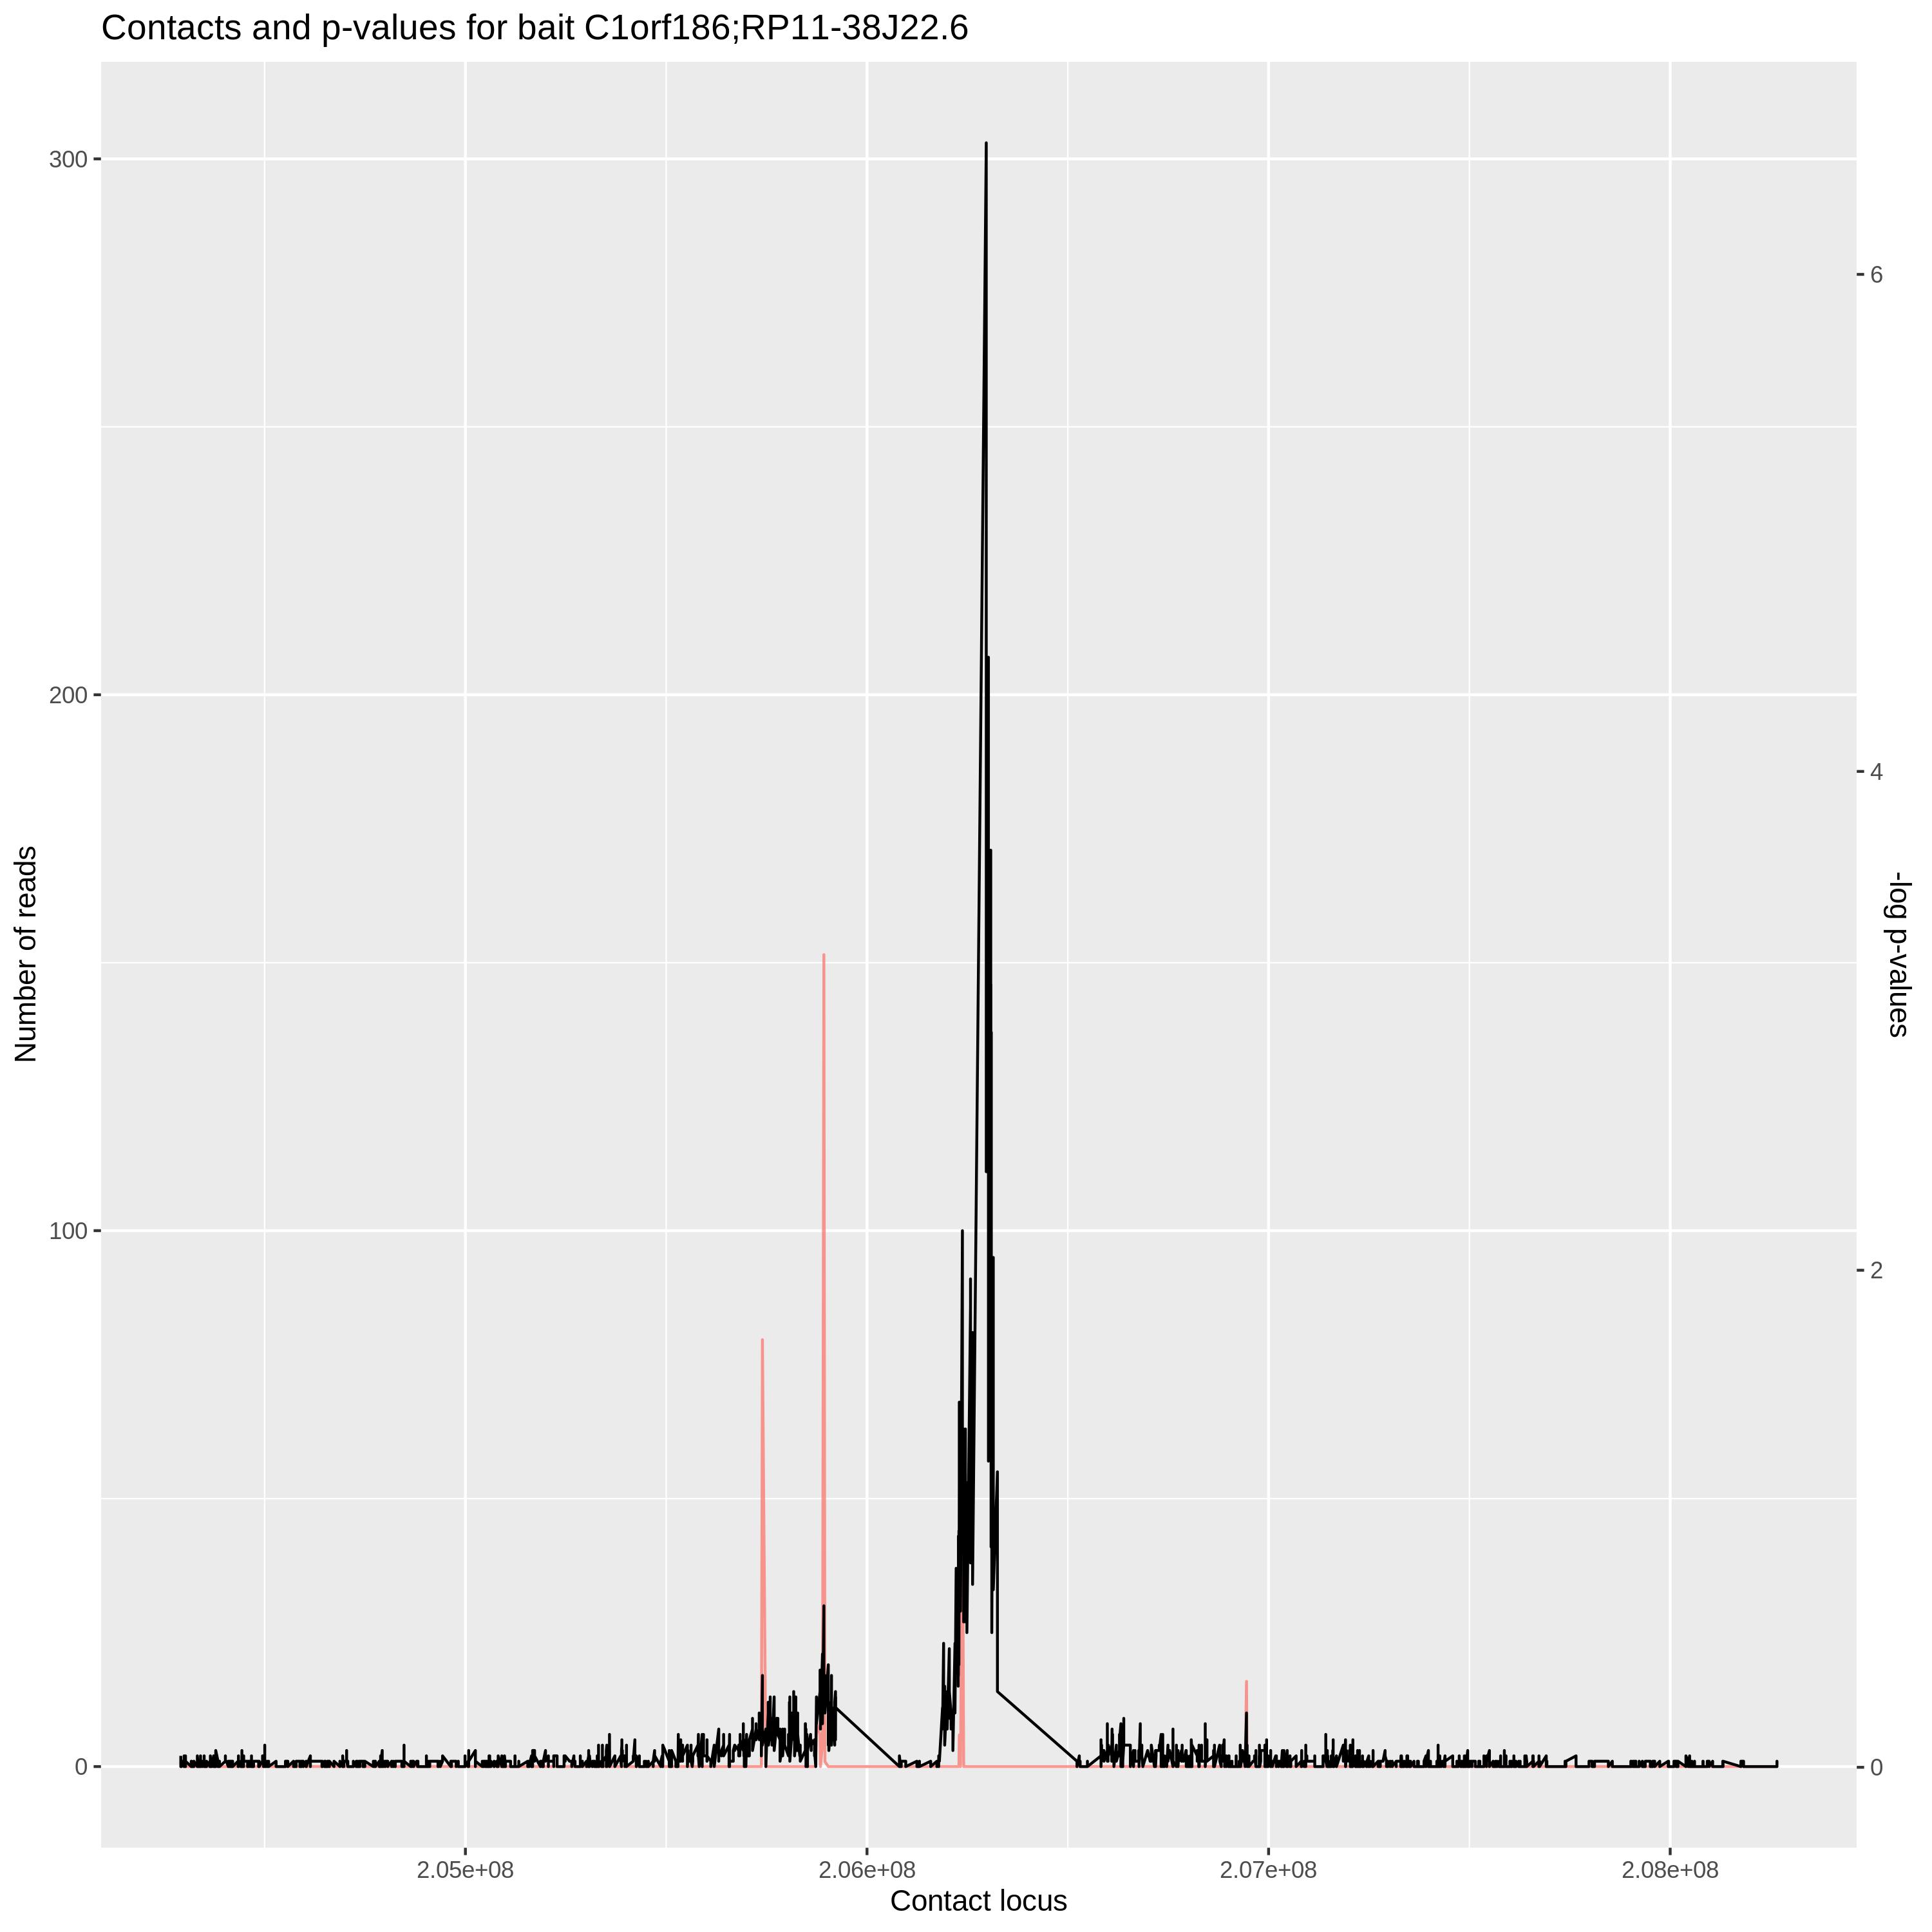 Contacts and p-values for bait C1orf186;RP11-38J22.6
300
200
100
0
Number of reads
6
4
2
0
-log p-values
2.05e+08
2.06e+08
2.07e+08
2.08e+08
Contact locus